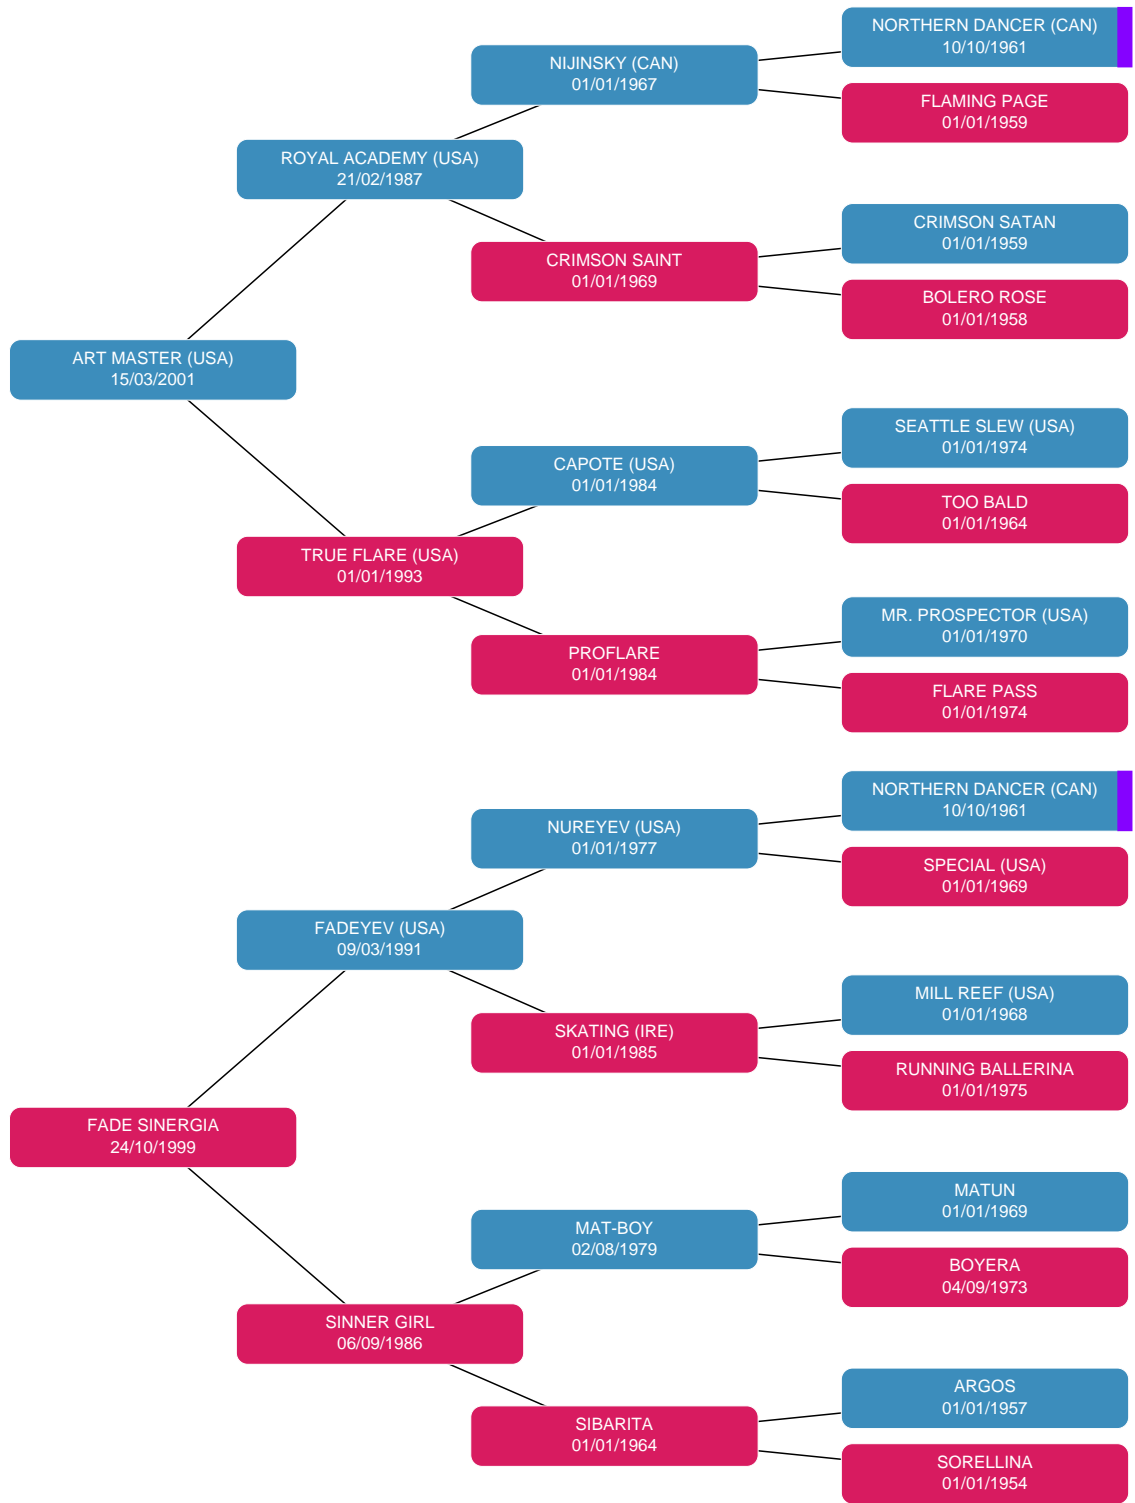 NORTHERN DANCER (CAN)
10/10/1961
NIJINSKY (CAN)
01/01/1967
FLAMING PAGE
01/01/1959
ROYAL ACADEMY (USA)
21/02/1987
CRIMSON SATAN
01/01/1959
CRIMSON SAINT
01/01/1969
BOLERO ROSE
01/01/1958
ART MASTER (USA)
15/03/2001
SEATTLE SLEW (USA)
01/01/1974
CAPOTE (USA)
01/01/1984
TOO BALD
01/01/1964
TRUE FLARE (USA)
01/01/1993
MR. PROSPECTOR (USA)
01/01/1970
PROFLARE
01/01/1984
FLARE PASS
01/01/1974
NORTHERN DANCER (CAN)
10/10/1961
NUREYEV (USA)
01/01/1977
SPECIAL (USA)
01/01/1969
FADEYEV (USA)
09/03/1991
MILL REEF (USA)
01/01/1968
SKATING (IRE)
01/01/1985
RUNNING BALLERINA
01/01/1975
FADE SINERGIA
24/10/1999
MATUN
01/01/1969
MAT-BOY
02/08/1979
BOYERA
04/09/1973
SINNER GIRL
06/09/1986
ARGOS
01/01/1957
SIBARITA
01/01/1964
SORELLINA
01/01/1954